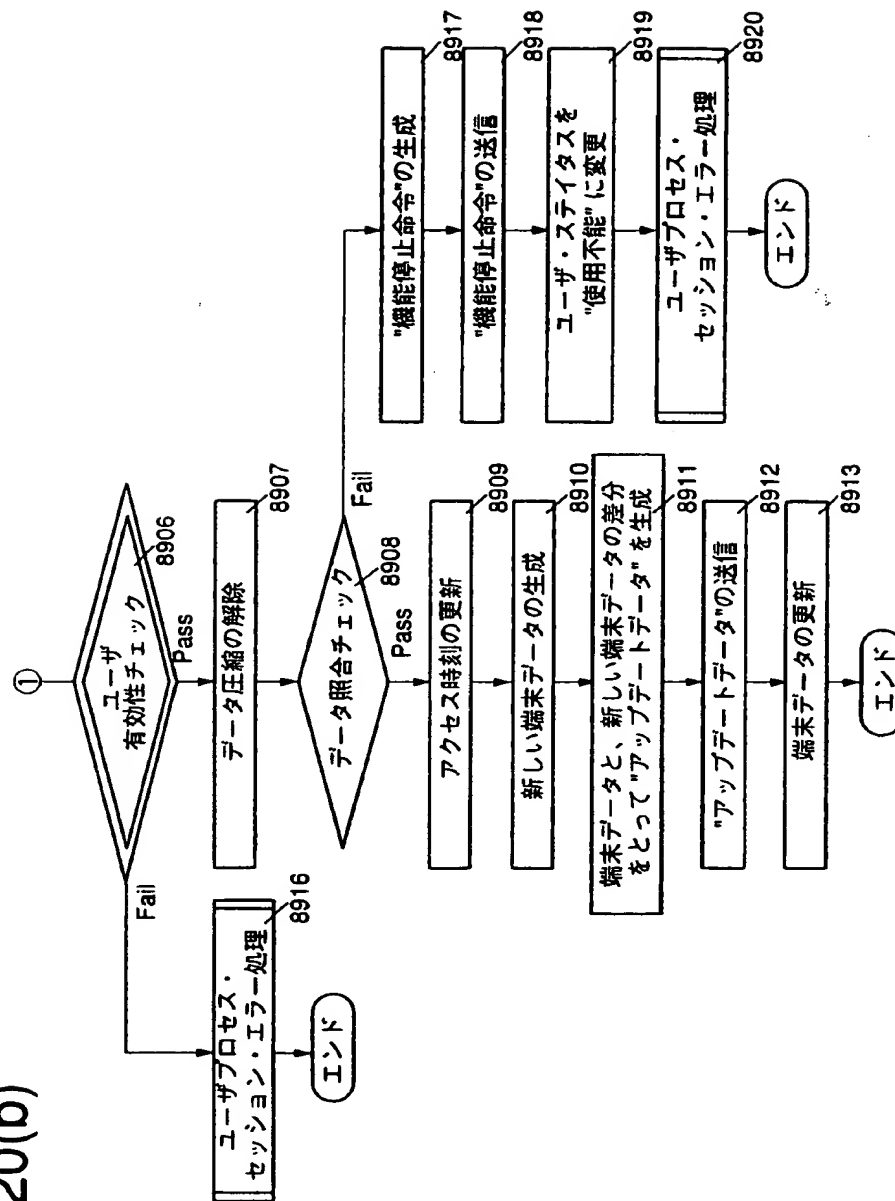 20(b)
①
ユーザ
有効性チェック
8906
Fail
Pass
ユーザプロセス・
セッション・エラー処理
8916
エンド
データ圧縮の解除
8907
データ照合チェック
8908
Fail
Pass
アクセス時刻の更新
8909
新しい端末データの生成
8910
端末データと、新しい端末データの差分
をとって"アップデートデータ"を生成
8911
"アップデートデータ"の送信
8912
端末データの更新
8913
エンド
"機能停止命令"の生成
8917
"機能停止命令"の送信
8918
ユーザ・ステイタスを
"使用不能"に変更
8919
ユーザプロセス・
セッション・エラー処理
8920
エンド